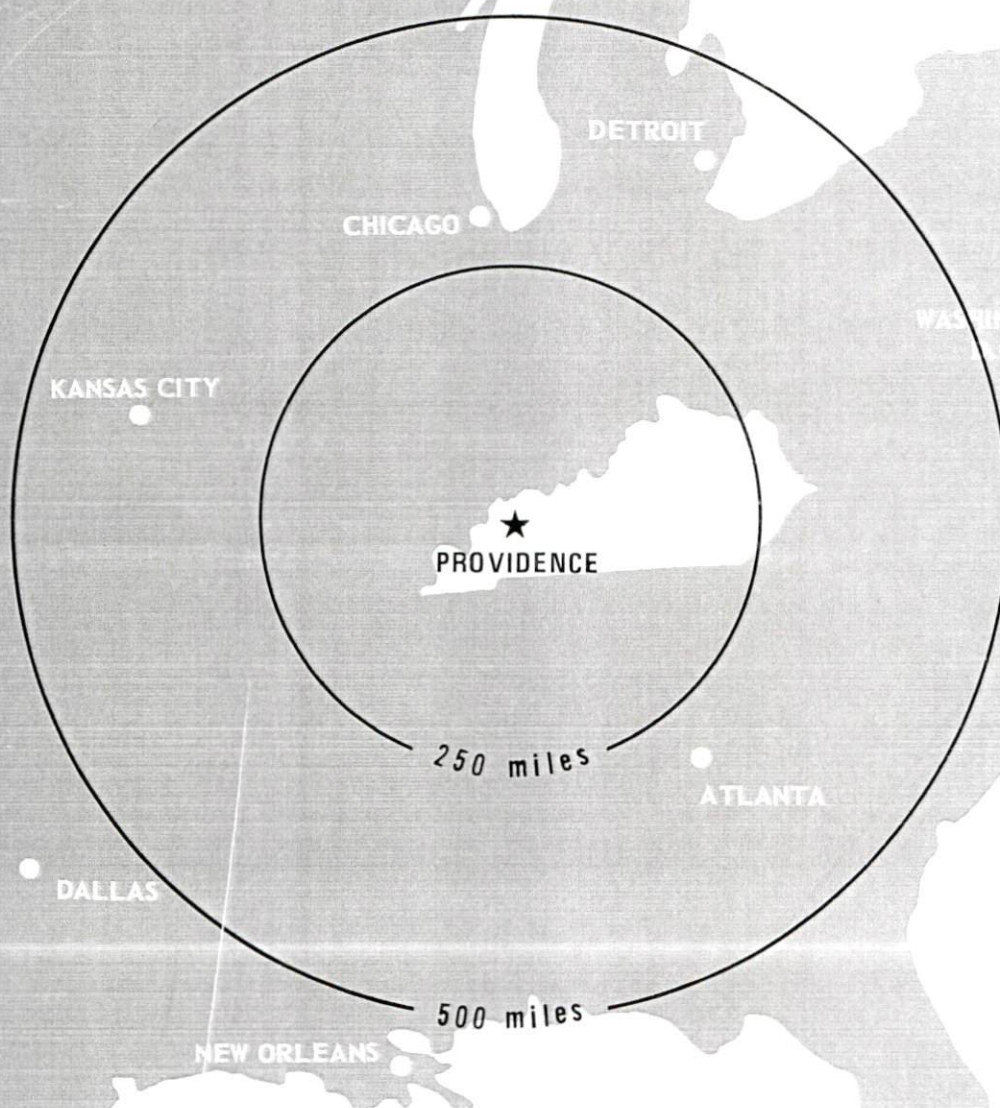 DETROIT
CHICAGO
KANSAS CITY
PROVIDENCE
250 miles
ATLANTA
DALLAS
500 miles
NEW ORLEANS